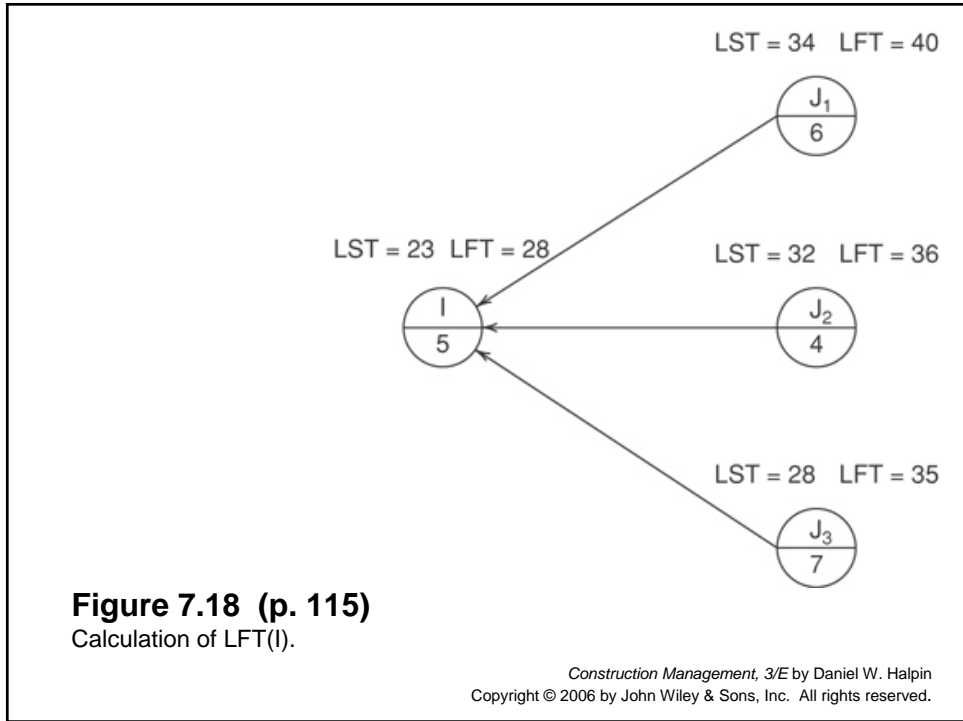 LST = 34 LFT = 40
J₁
6
LST = 23 LFT = 28
LST = 32 LFT = 36
I
5
J₂
4
LST = 28 LFT = 35
J₃
7
Figure 7.18 (p. 115)
Calculation of LFT(I).
Construction Management, 3/E by Daniel W. Halpin
Copyright © 2006 by John Wiley & Sons, Inc. All rights reserved.